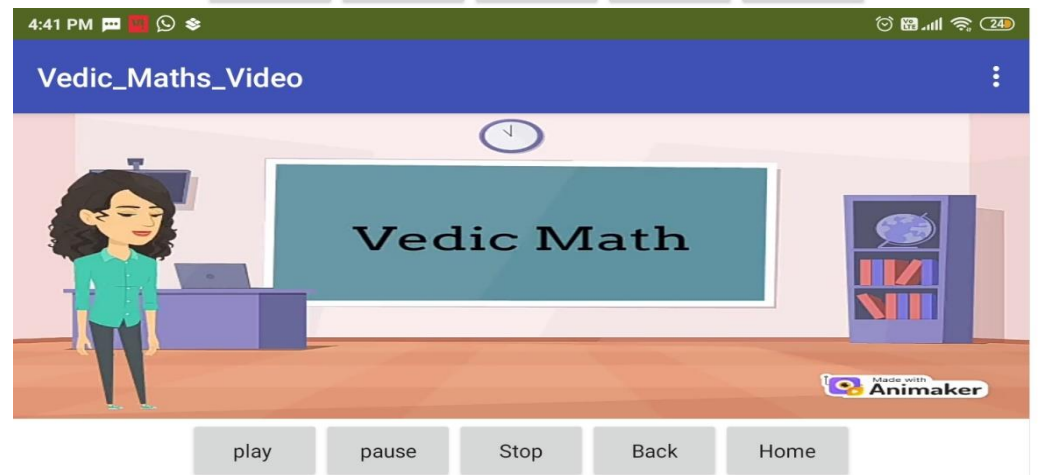 4:41 PM 24
Vedic_Maths_Video
Vedic Math
Made with
Animaker
play pause Stop Back Home